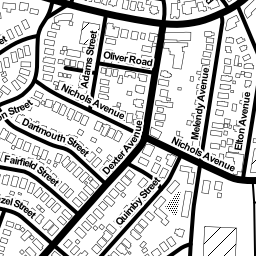 Adams Street
Oliver Road
Nichols Avenue
Melendy Avenue
Elton Avenue
Dartmouth Street
Dexter Avenue
Nichols Avenue
Fairfield Street
Quimby Street
Street